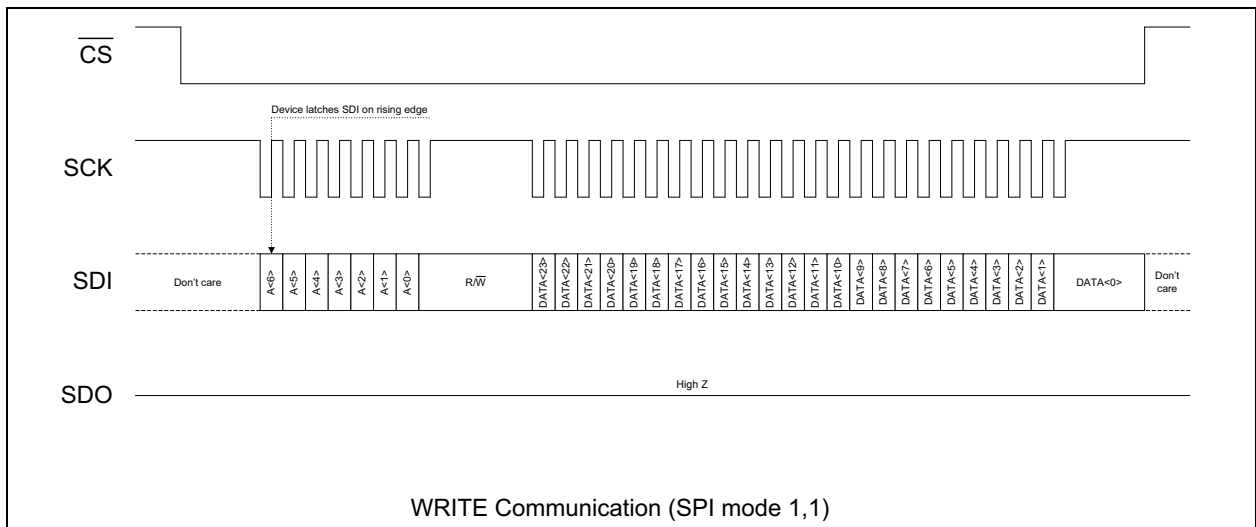 CS
Device latches SDI on rising edge
SCK
SDI
Don't care
A<6>
A<5>
A<4>
A<3>
A<2>
A<1>
A<0>
R/W
DATA<23>
DATA<22>
DATA<21>
DATA<20>
DATA<19>
DATA<18>
DATA<17>
DATA<16>
DATA<15>
DATA<14>
DATA<13>
DATA<12>
DATA<11>
DATA<10>
DATA<9>
DATA<8>
DATA<7>
DATA<6>
DATA<5>
DATA<4>
DATA<3>
DATA<2>
DATA<1>
DATA<0>
Don't
care
SDO
High Z
WRITE Communication (SPI mode 1,1)